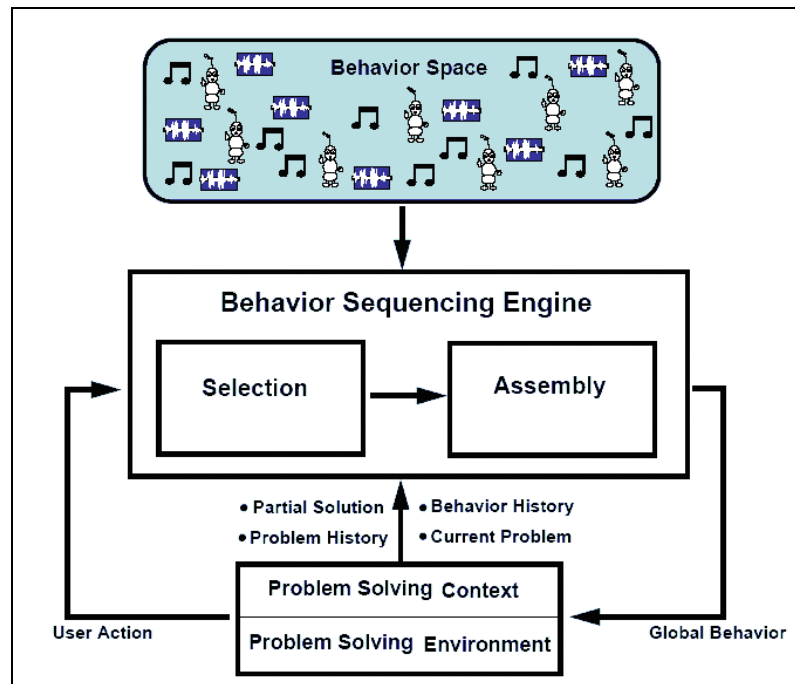 Behavior Space
Behavior Sequencing Engine
Selection
Assembly
• Partial Solution
• Behavior History
• Problem History
• Current Problem
Problem Solving Context
User Action
Problem Solving Environment
Global Behavior